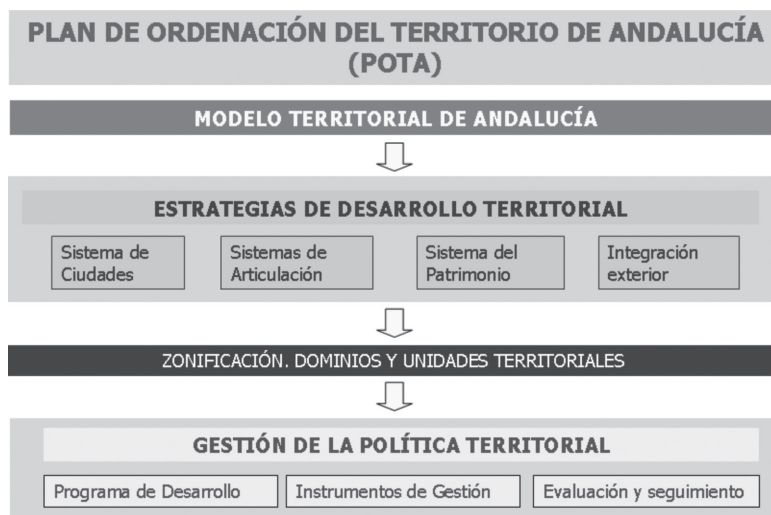 PLAN DE ORDENACIÓN DEL TERRITORIO DE ANDALUCÍA
(POTA)
MODELO TERRITORIAL DE ANDALUCÍA
ESTRATEGIAS DE DESARROLLO TERRITORIAL
Sistema de
Ciudades
Sistemas de
Articulación
Sistema del
Patrimonio
Integración
exterior
ZONIFICACIÓN. DOMINIOS Y UNIDADES TERRITORIALES
GESTIÓN DE LA POLÍTICA TERRITORIAL
Programa de Desarrollo
Instrumentos de Gestión
Evaluación y seguimiento